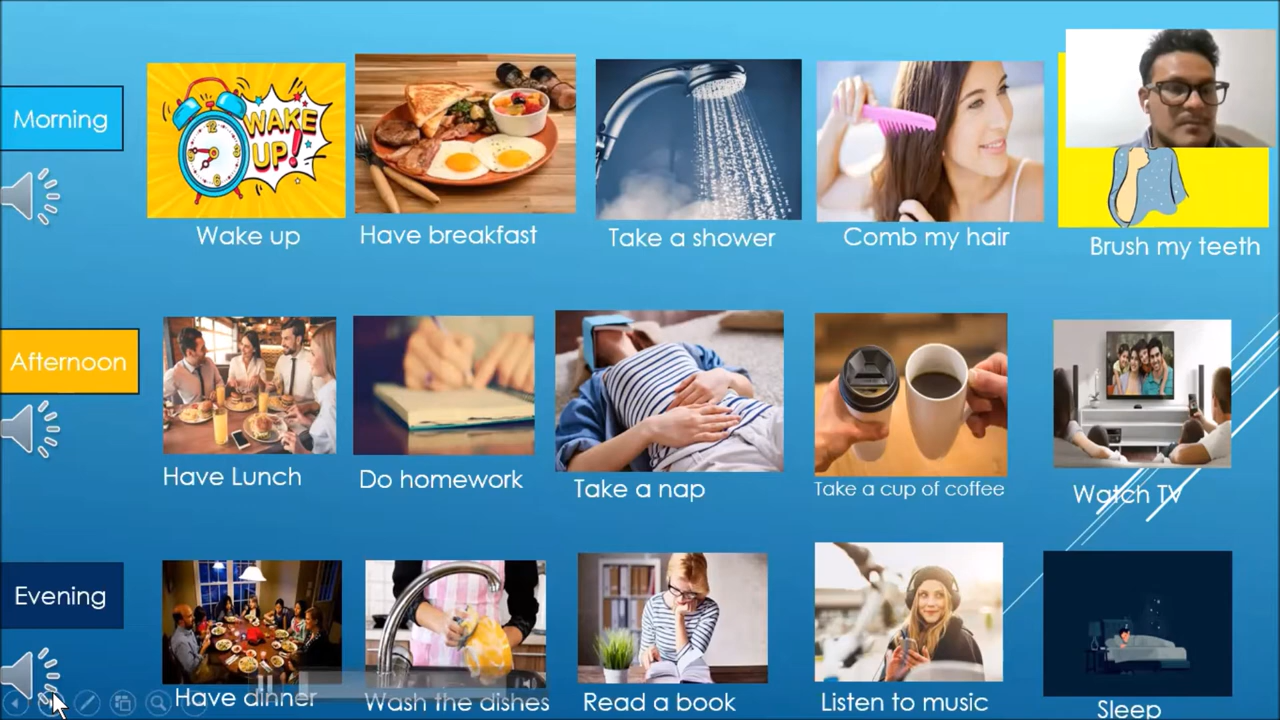 Morning
WAKE
UP!
Wake up
Have breakfast
Take a shower
Comb my hair
Brush my teeth
Afternoon
Have Lunch
Do homework
Take a nap
Take a cup of coffee
Watch TV
Evening
Have dinner
Wash the dishes
Read a book
Listen to music
Sleep